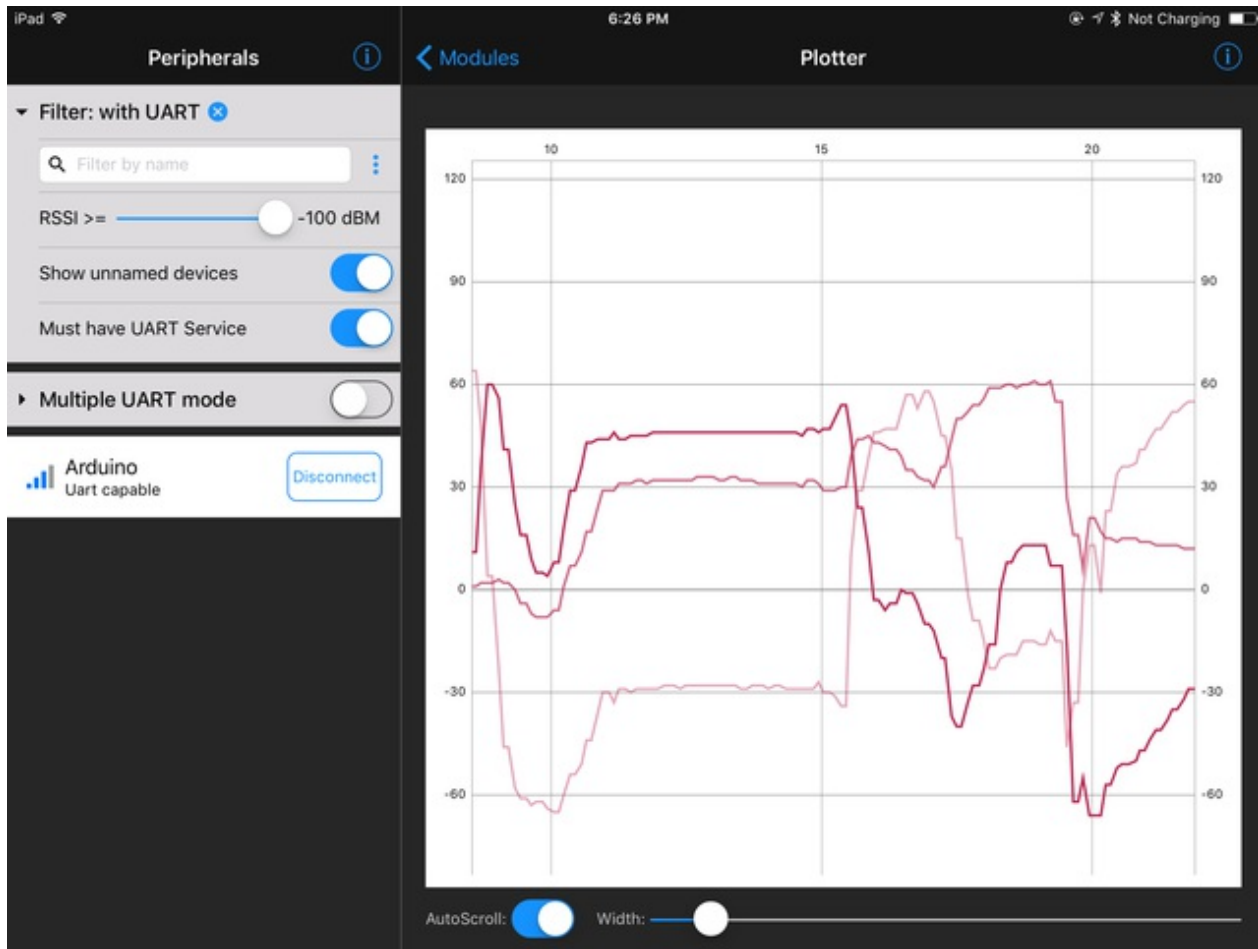 iPad
6:26 PM
Not Charging
Peripherals
Modules
Plotter
Filter: with UART
Filter by name
RSSI >=
-100 dBM
Show unnamed devices
Must have UART Service
Multiple UART mode
Arduino
Uart capable
Disconnect
10
15
20
120
120
90
90
60
60
30
30
0
0
-30
-30
-60
-60
AutoScroll:
Width: